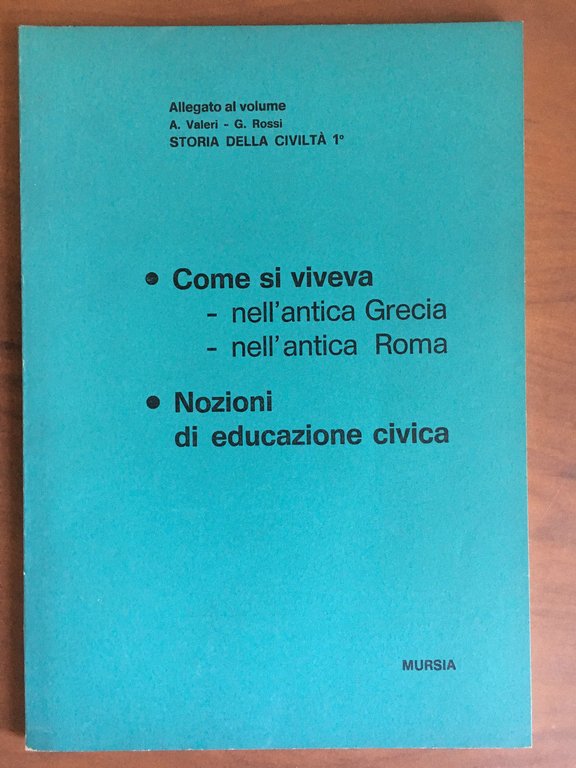 Allegato al volume
A. Valeri - G. Rossi
STORIA DELLA CIVILTÀ 1°
• Come si viveva
- nell'antica Grecia
- nell'antica Roma
• Nozioni
di educazione civica
MURSIA